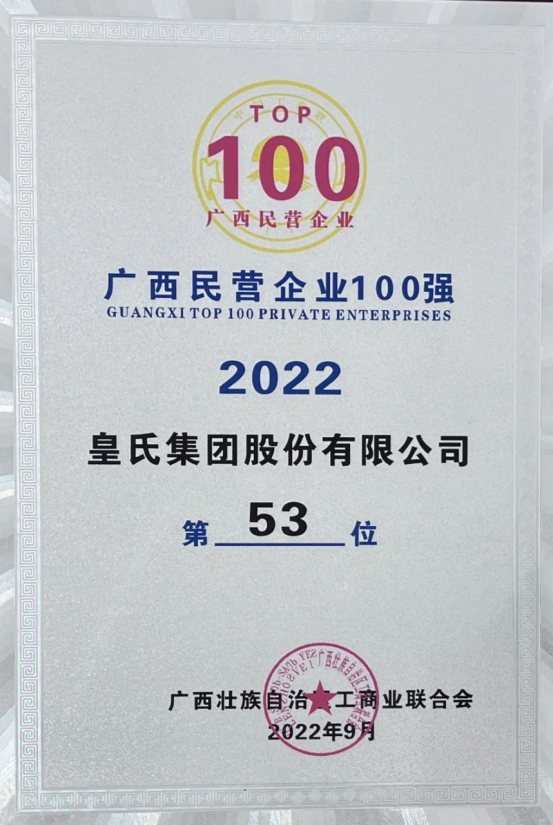 TOP
100
广西民营企业
广西民营企业100强
GUANGXI TOP 100 PRIVATE ENTERPRISES
2022
皇氏集团股份有限公司
第 53 位
广西壮族自治区工商业联合会
2022年9月